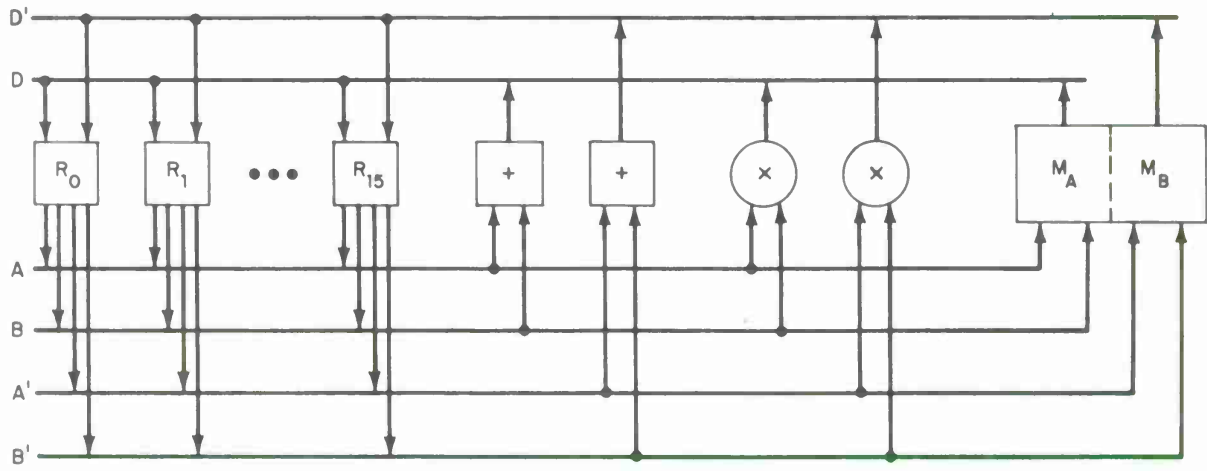 D'
D
R0 R1 ••• R15 + + × × MA MB
A
B
A'
B'